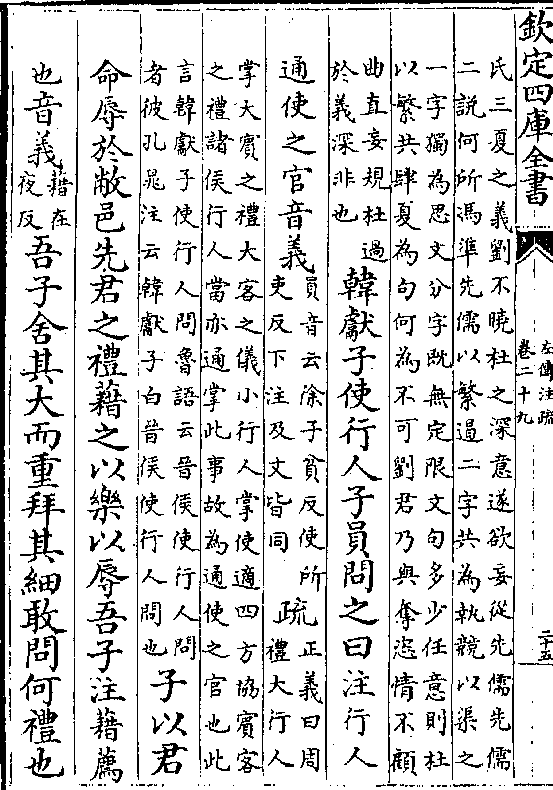 欽定四庫全書
左傳注疏
卷二十九
二十五
氏三夏之義劉不曉杜之深意遂欲妄從先儒先儒
二說何所馮準先儒以繁遏二字共為執競以渠之
一字獨為思文分字既無定限文句多少任意則杜
以繁共肆夏為句何為不可劉君乃與奪恣情不顧
曲直妄規杜過
於義深非也
韓獻子使行人子員問之曰注行人
通使之官音義
員音云徐子貧反使所
吏反下注及文皆同
疏
正義曰周
禮大行人
掌大賓之禮大客之儀小行人掌使適四方協賓客
之禮諸侯行人當亦通掌此事故為通使之官也此
言韓獻子使行人問魯語云晉侯使行人問
者彼孔晁注云韓獻子白晉侯使行人問也
子以君
命辱於敝邑先君之禮藉之以樂以辱吾子注藉薦
也音義
藉在
夜反
吾子舍其大而重拜其細敢問何禮也